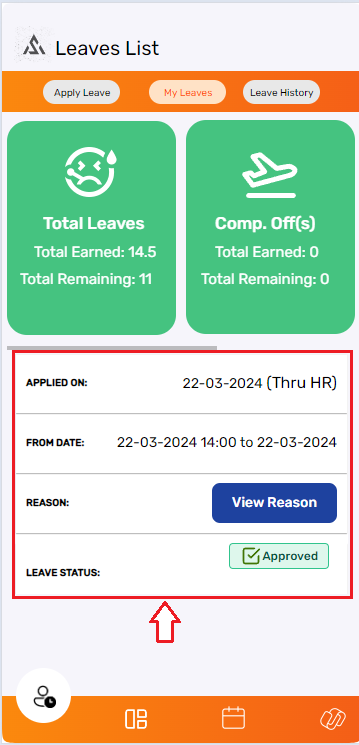 Leaves List
Apply Leave My Leaves Leave History
Total Leaves
Total Earned: 14.5
Total Remaining: 11
Comp. Off(s)
Total Earned: 0
Total Remaining: 0
APPLIED ON: 22-03-2024 (Thru HR)
FROM DATE: 22-03-2024 14:00 to 22-03-2024
REASON: View Reason
Approved
LEAVE STATUS: